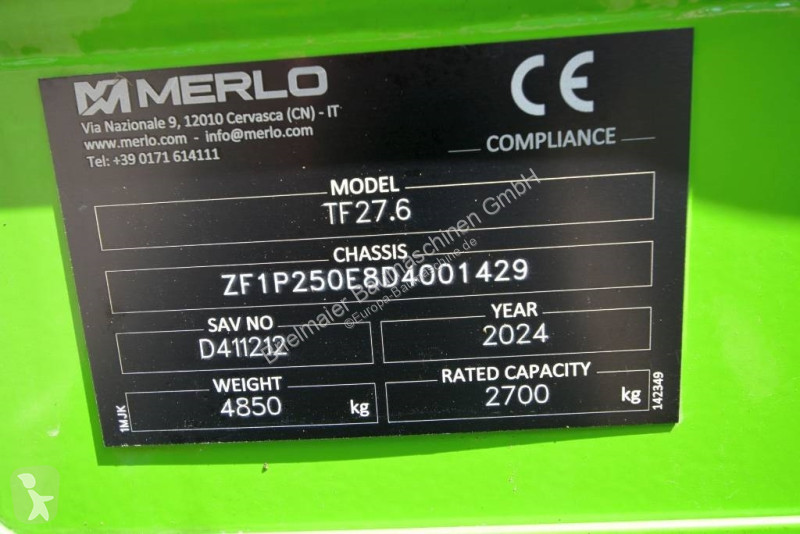 MERLO
Via Nazionale 9, 12010 Cervasca (CN) - IT
www.merlo.com - info@merlo.com
Tel: +39 0171 614111
CE
COMPLIANCE
MODEL
TF27.6
CHASSIS
ZF1P250E8D4001429
SAV NO
D411212
YEAR
2024
WEIGHT
4850 kg
RATED CAPACITY
2700 kg
1MJK
142349
Eitelmaier Baumaschinen GmbH
©Europa-Baumaschine.de